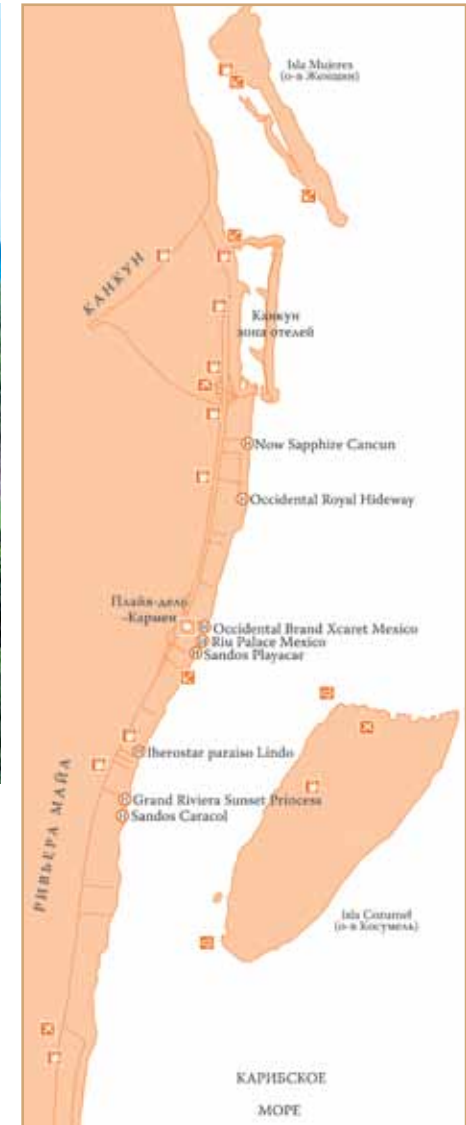 Isla Mujeres
(о-в Женщин)
КАНКУН
Канкун
зона отелей
Now Sapphire Cancun
Occidental Royal Hideway
Плайя-дель
-Кармен
Occidental Brand Xcaret Mexico
Riu Palace Mexico
Sandos Playacar
Iberostar paraiso Lindo
Grand Riviera Sunset Princess
Sandos Caracol
РИВЬЕРА МАЙА
Isla Cozumel
(о-в Косумель)
КАРИБСКОЕ
МОРЕ